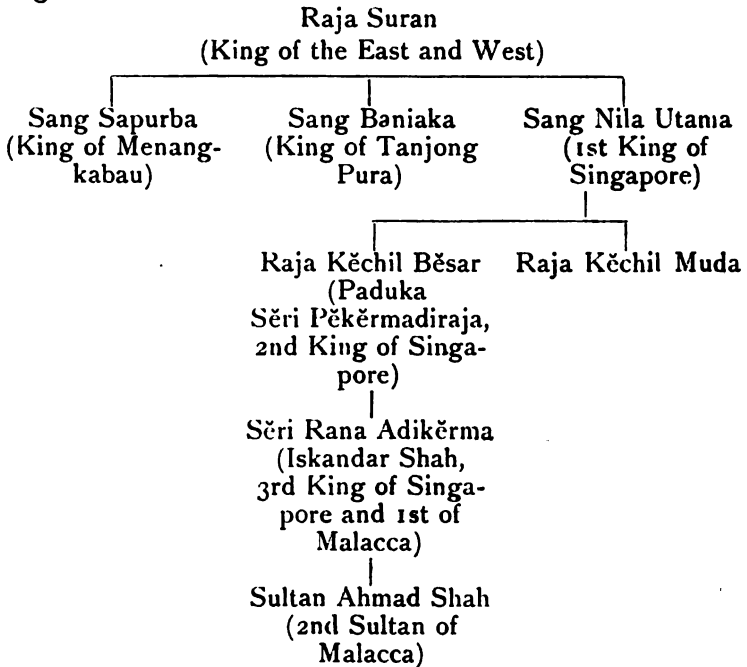 Raja Suran
(King of the East and West)
Sang Sapurba
(King of Menang-
kabau)
Sang Baniaka
(King of Tanjong
Pura)
Sang Nila Utama
(1st King of
Singapore)
Raja Kĕchil Bĕsar
(Paduka
Sĕri Pĕkĕrmadiraja,
2nd King of Singa-
pore)
Raja Kĕchil Muda
Sĕri Rana Adikĕrma
(Iskandar Shah,
3rd King of Singa-
pore and 1st of
Malacca)
Sultan Ahmad Shah
(2nd Sultan of
Malacca)